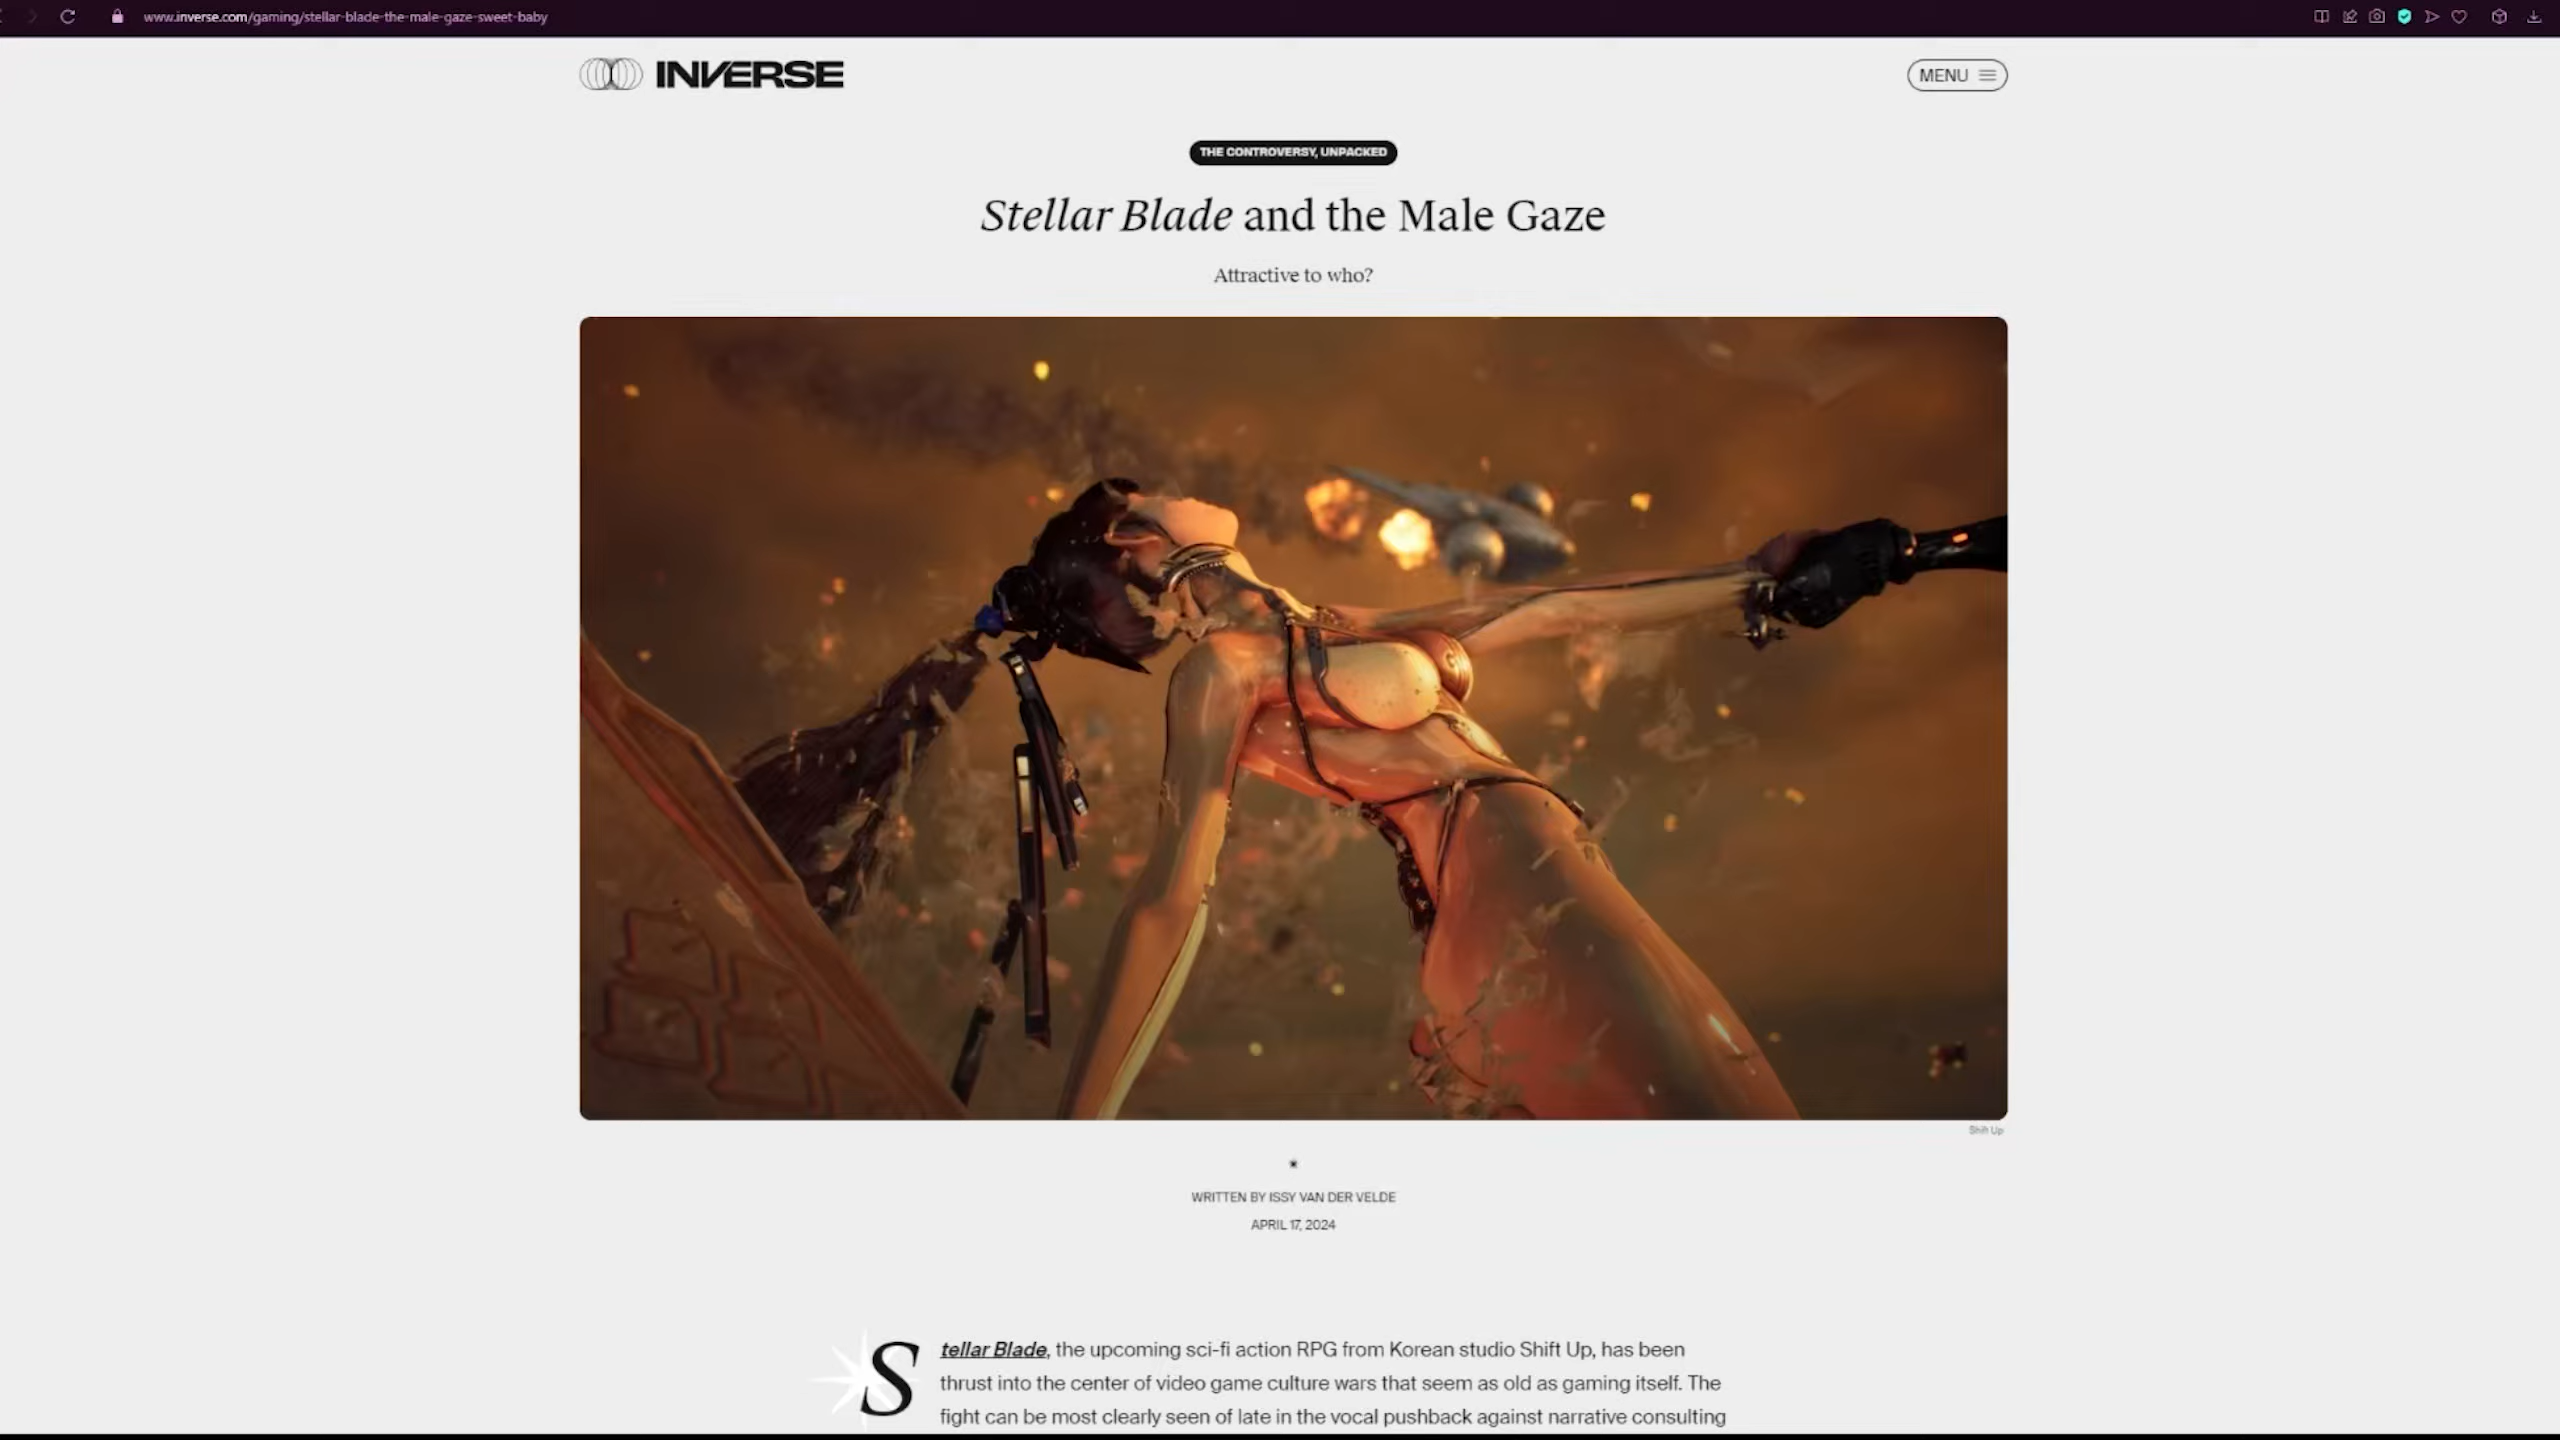 www.inverse.com/gaming/stellar-blade-the-male-gaze-sweet-baby
INVERSE
MENU
THE CONTROVERSY, UNPACKED
Stellar Blade and the Male Gaze
Attractive to who?
Shift Up
WRITTEN BY ISSY VAN DER VELDE
APRIL 17, 2024
Stellar Blade, the upcoming sci-fi action RPG from Korean studio Shift Up, has been
thrust into the center of video game culture wars that seem as old as gaming itself. The
fight can be most clearly seen of late in the vocal pushback against narrative consulting